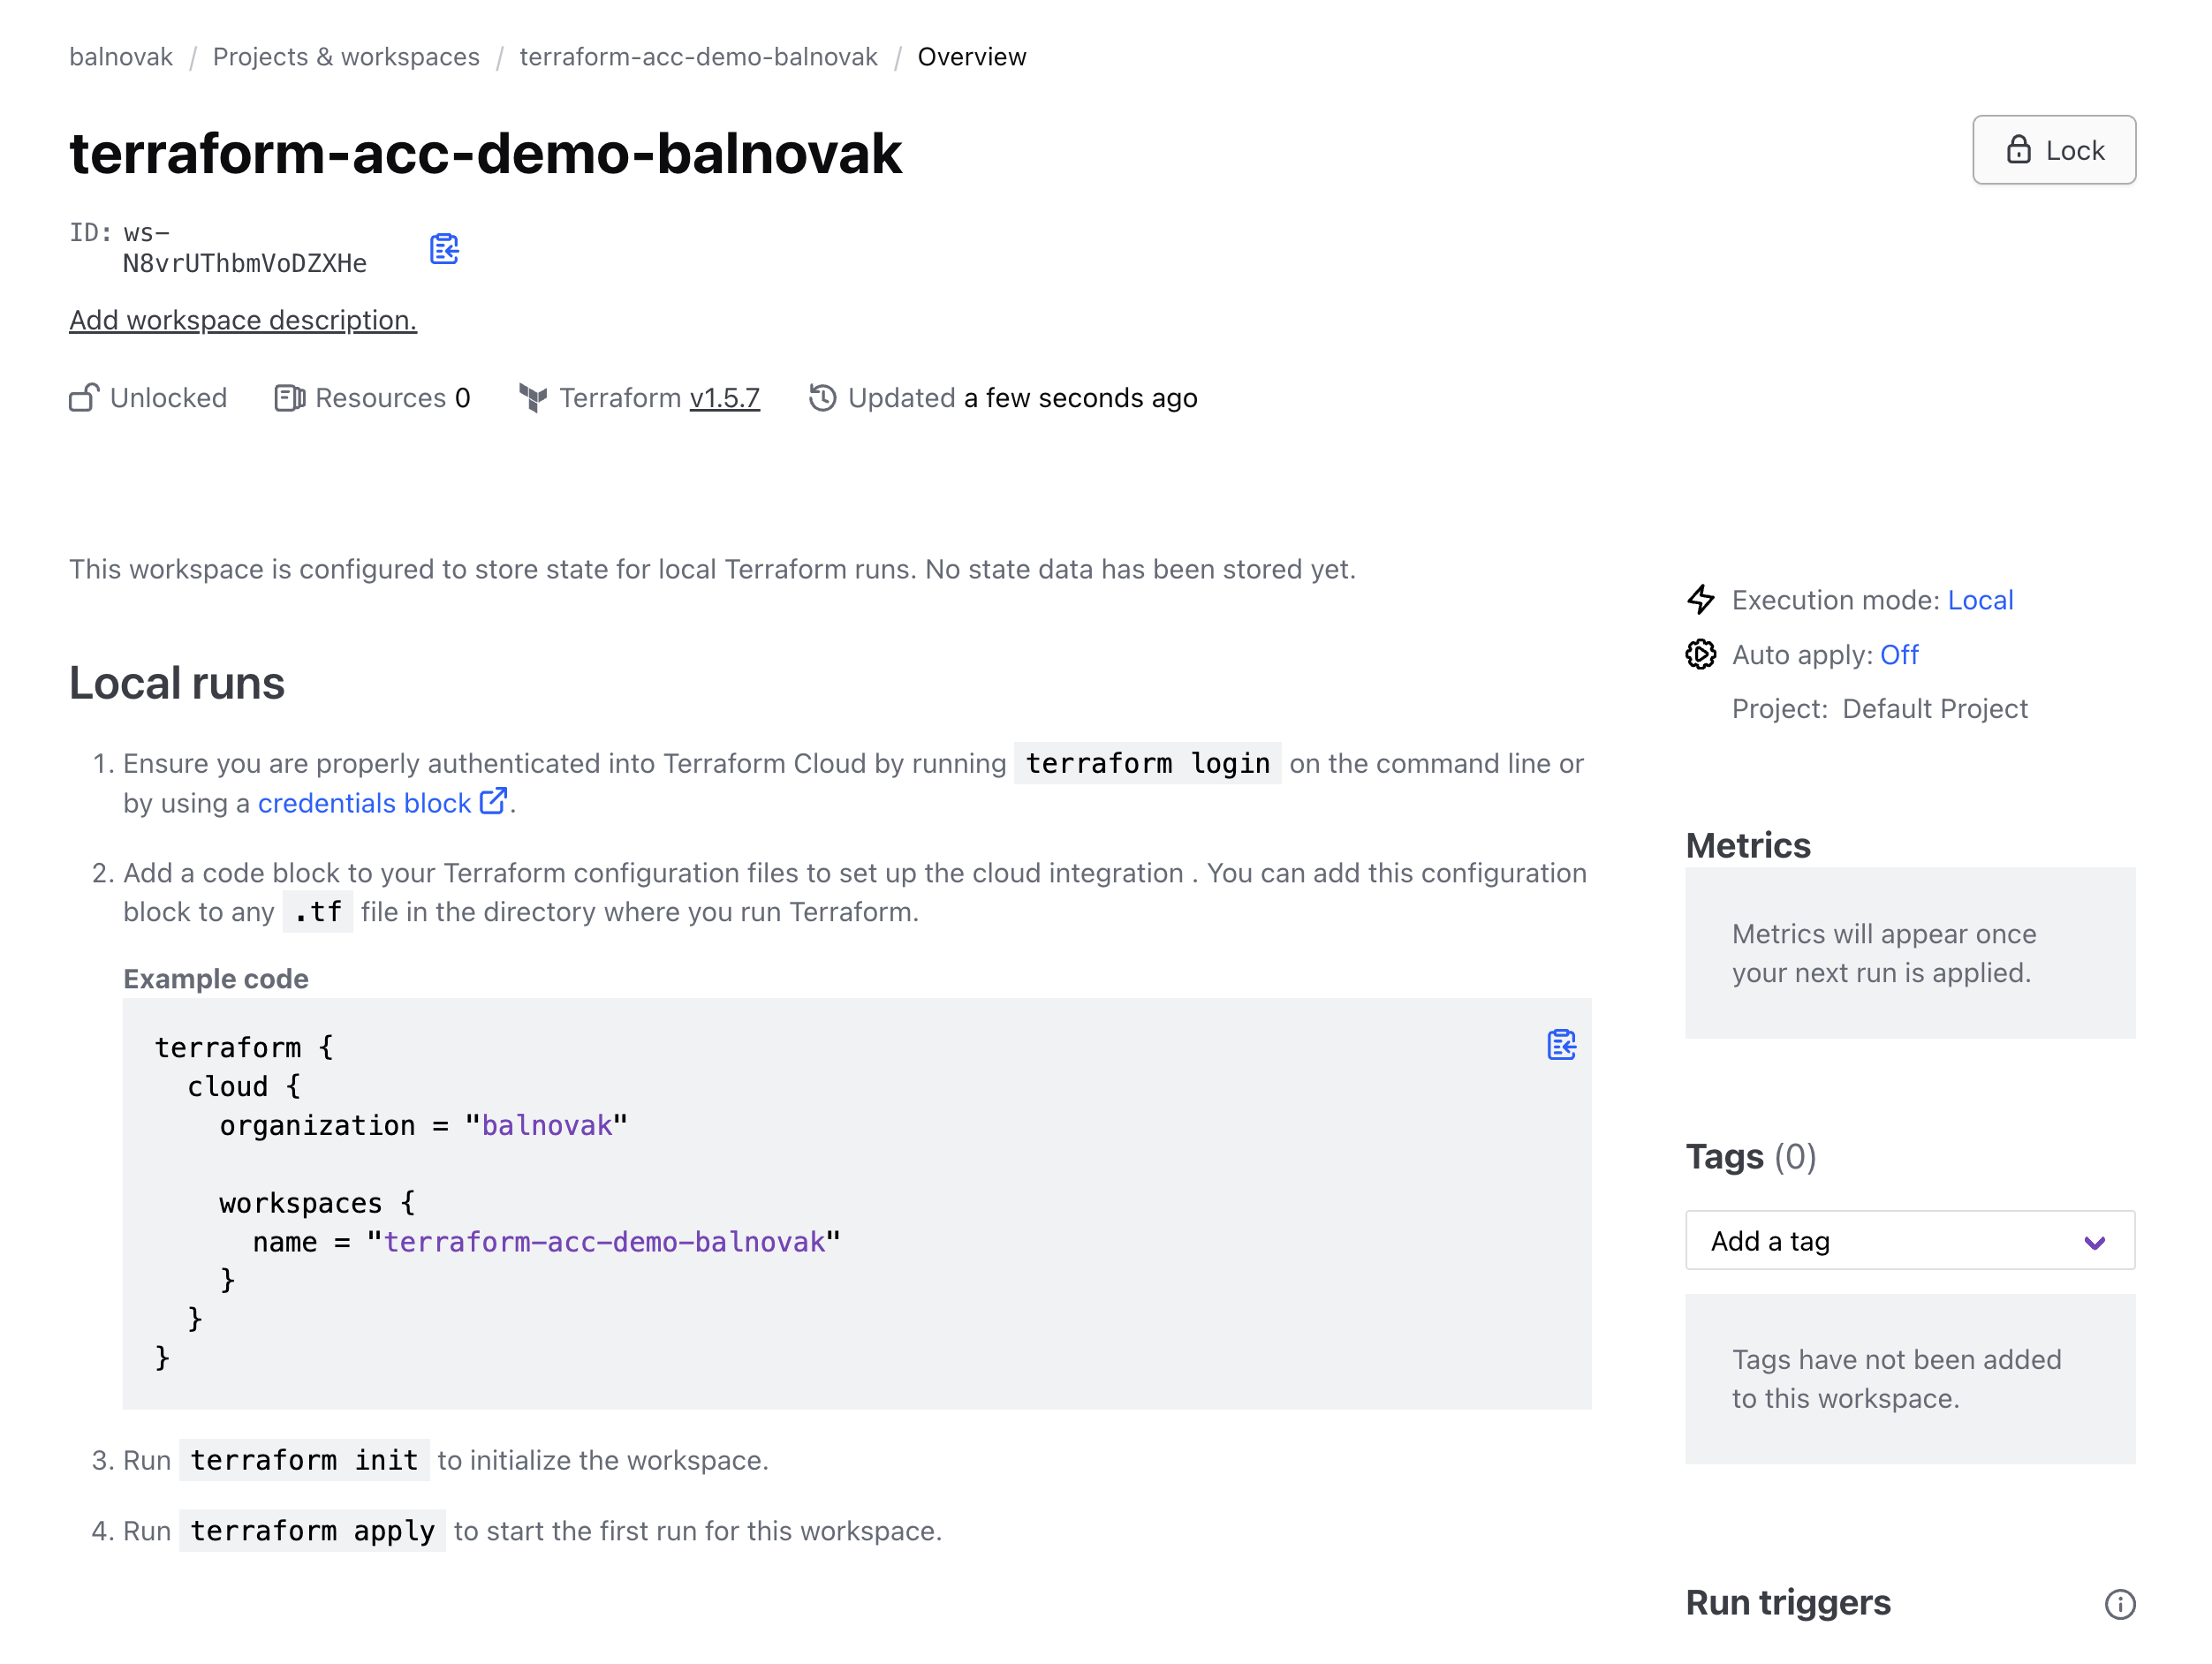 balnovak / Projects & workspaces / terraform-acc-demo-balnovak / Overview
terraform-acc-demo-balnovak
Lock
ID: ws-
N8vrUThbmVoDZXHe
Add workspace description.
Unlocked Resources 0 Terraform v1.5.7 Updated a few seconds ago
This workspace is configured to store state for local Terraform runs. No state data has been stored yet.
Local runs
1. Ensure you are properly authenticated into Terraform Cloud by running terraform login on the command line or
by using a credentials block.
2. Add a code block to your Terraform configuration files to set up the cloud integration . You can add this configuration
block to any .tf file in the directory where you run Terraform.
Example code
terraform {
  cloud {
    organization = "balnovak"

    workspaces {
      name = "terraform-acc-demo-balnovak"
    }
  }
}
3. Run terraform init to initialize the workspace.
4. Run terraform apply to start the first run for this workspace.
Execution mode: Local
Auto apply: Off
Project: Default Project
Metrics
Metrics will appear once
your next run is applied.
Tags (0)
Add a tag
Tags have not been added
to this workspace.
Run triggers